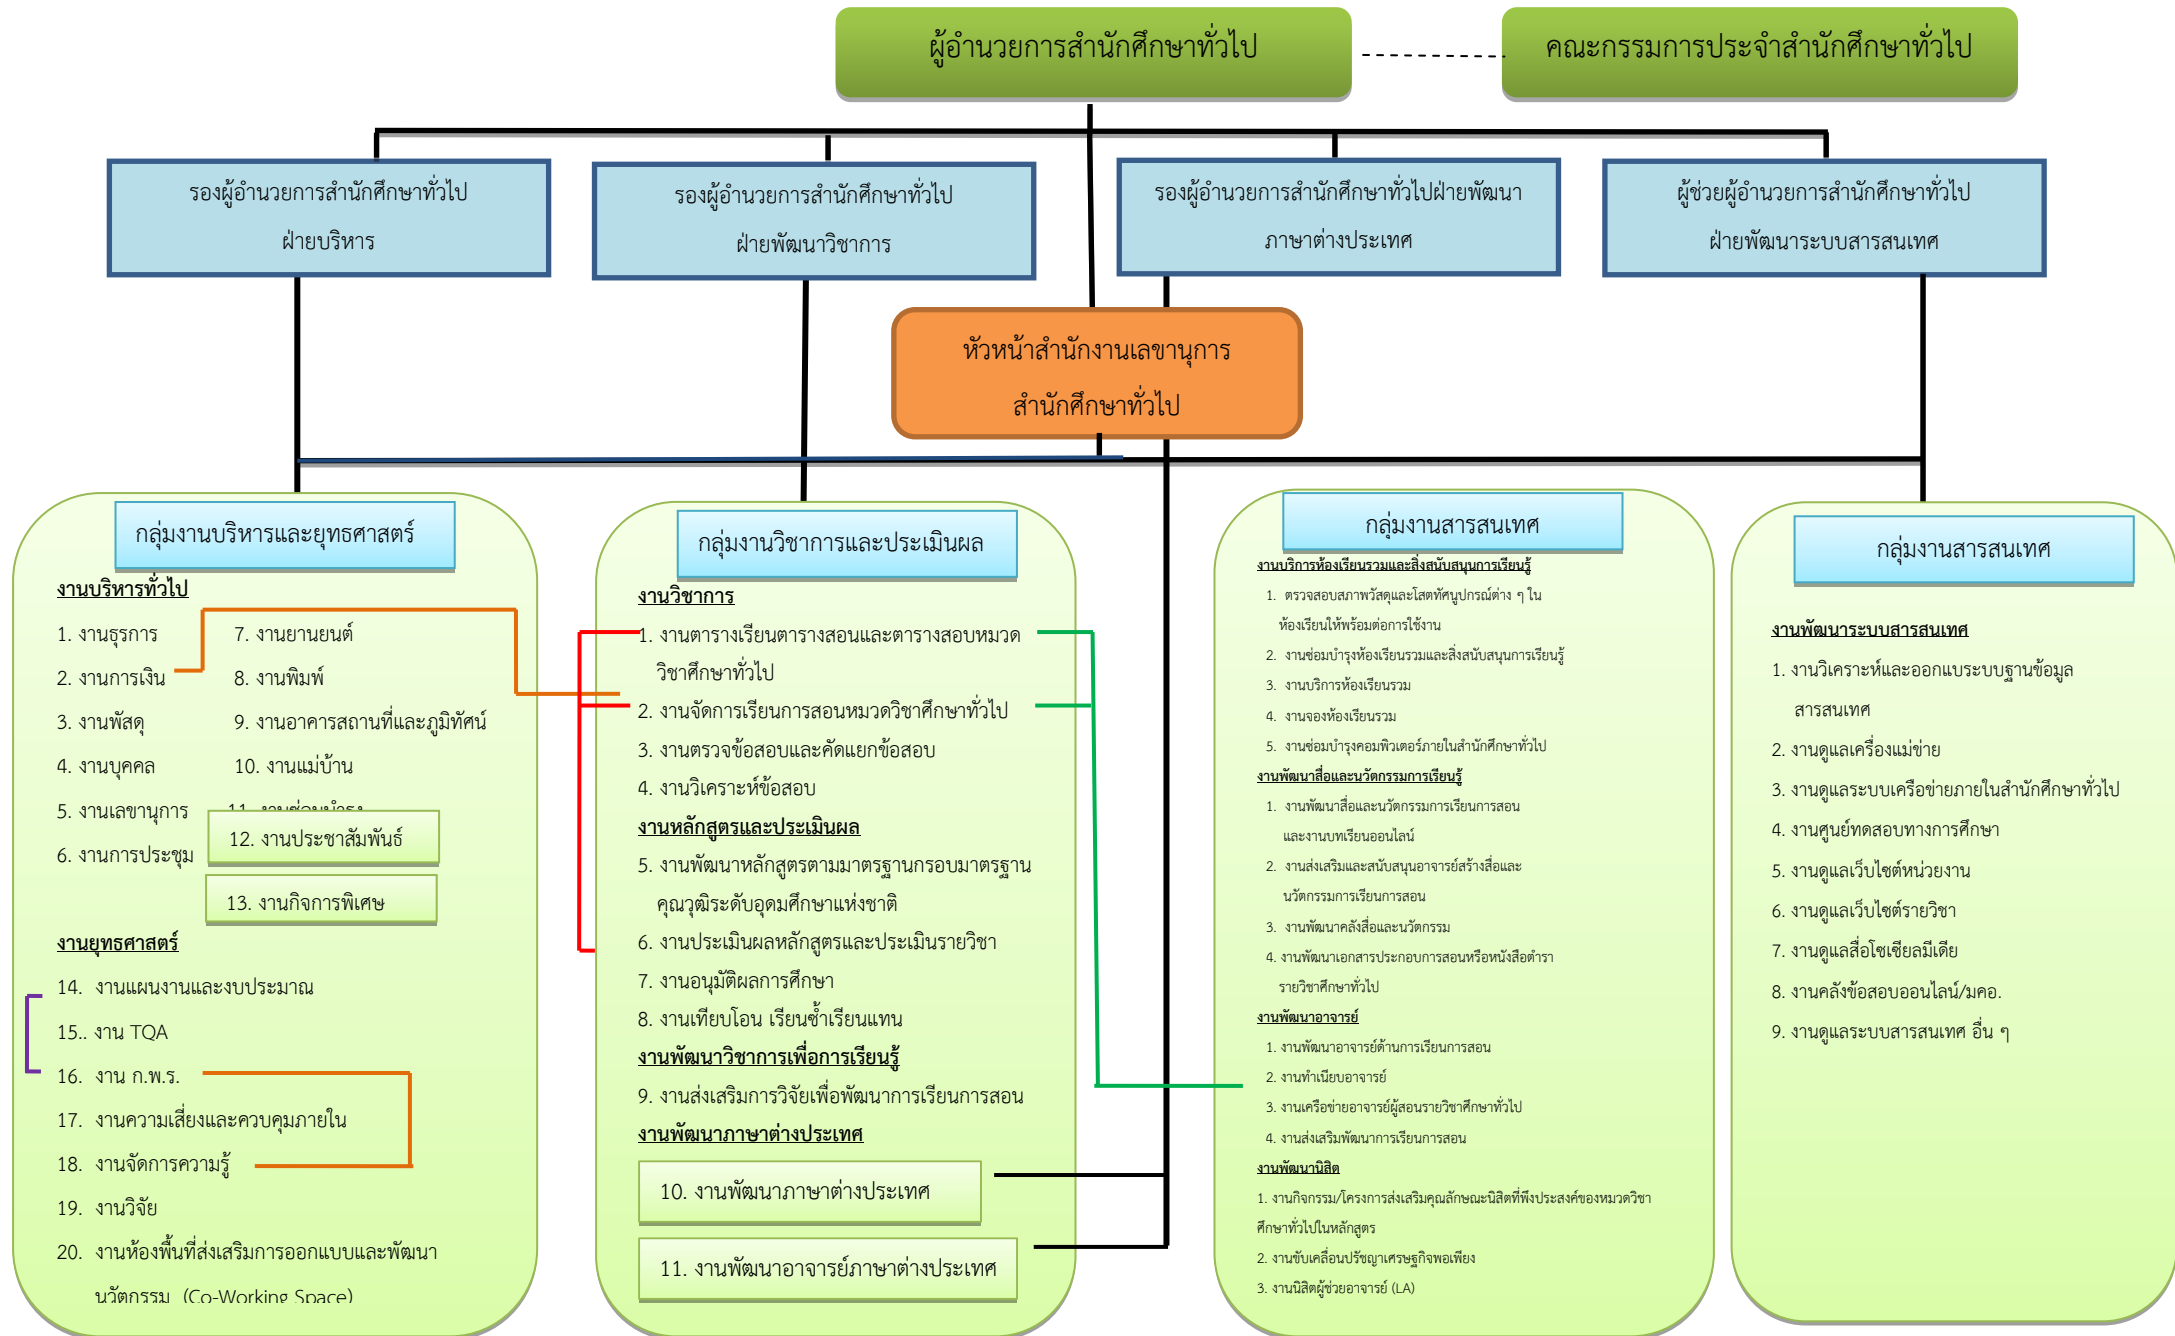 ผู้อำนวยการสำนักศึกษาทั่วไป
คณะกรรมการประจำสำนักศึกษาทั่วไป
รองผู้อำนวยการสำนักศึกษาทั่วไป
ฝ่ายบริหาร
รองผู้อำนวยการสำนักศึกษาทั่วไป
ฝ่ายพัฒนาวิชาการ
รองผู้อำนวยการสำนักศึกษาทั่วไปฝ่ายพัฒนา
ภาษาต่างประเทศ
ผู้ช่วยผู้อำนวยการสำนักศึกษาทั่วไป
ฝ่ายพัฒนาระบบสารสนเทศ
หัวหน้าสำนักงานเลขานุการ
สำนักศึกษาทั่วไป
กลุ่มงานบริหารและยุทธศาสตร์
งานบริหารทั่วไป
1. งานธุรการ
2. งานการเงิน
3. งานพัสดุ
4. งานบุคคล
5. งานเลขานุการ
6. งานการประชุม
7. งานยานยนต์
8. งานพิมพ์
9. งานอาคารสถานที่และภูมิทัศน์
10. งานแม่บ้าน
11. งานซ่อมบำรุง
12. งานประชาสัมพันธ์
13. งานกิจการพิเศษ
งานยุทธศาสตร์
14. งานแผนงานและงบประมาณ
15.. งาน TQA
16. งาน ก.พ.ร.
17. งานความเสี่ยงและควบคุมภายใน
18. งานจัดการความรู้
19. งานวิจัย
20. งานห้องพื้นที่ส่งเสริมการออกแบบและพัฒนา
นวัตกรรม (Co-Working Space)
กลุ่มงานวิชาการและประเมินผล
งานวิชาการ
1. งานตารางเรียนตารางสอนและตารางสอบหมวด
วิชาศึกษาทั่วไป
2. งานจัดการเรียนการสอนหมวดวิชาศึกษาทั่วไป
3. งานตรวจข้อสอบและคัดแยกข้อสอบ
4. งานวิเคราะห์ข้อสอบ
งานหลักสูตรและประเมินผล
5. งานพัฒนาหลักสูตรตามมาตรฐานกรอบมาตรฐาน
คุณวุฒิระดับอุดมศึกษาแห่งชาติ
6. งานประเมินผลหลักสูตรและประเมินรายวิชา
7. งานอนุมัติผลการศึกษา
8. งานเทียบโอน เรียนซ้ำเรียนแทน
งานพัฒนาวิชาการเพื่อการเรียนรู้
9. งานส่งเสริมการวิจัยเพื่อพัฒนาการเรียนการสอน
งานพัฒนาภาษาต่างประเทศ
10. งานพัฒนาภาษาต่างประเทศ
11. งานพัฒนาอาจารย์ภาษาต่างประเทศ
กลุ่มงานสารสนเทศ
งานบริการห้องเรียนรวมและสิ่งสนับสนุนการเรียนรู้
1. ตรวจสอบสภาพวัสดุและโสตทัศนูปกรณ์ต่าง ๆ ใน
ห้องเรียนให้พร้อมต่อการใช้งาน
2. งานซ่อมบำรุงห้องเรียนรวมและสิ่งสนับสนุนการเรียนรู้
3. งานบริการห้องเรียนรวม
4. งานจองห้องเรียนรวม
5. งานซ่อมบำรุงคอมพิวเตอร์ภายในสำนักศึกษาทั่วไป
งานพัฒนาสื่อและนวัตกรรมการเรียนรู้
1. งานพัฒนาสื่อและนวัตกรรมการเรียนการสอน
และงานบทเรียนออนไลน์
2. งานส่งเสริมและสนับสนุนอาจารย์สร้างสื่อและ
นวัตกรรมการเรียนการสอน
3. งานพัฒนาคลังสื่อและนวัตกรรม
4. งานพัฒนาเอกสารประกอบการสอนหรือหนังสือตำรา
รายวิชาศึกษาทั่วไป
งานพัฒนาอาจารย์
1. งานพัฒนาอาจารย์ด้านการเรียนการสอน
2. งานทำเนียบอาจารย์
3. งานเครือข่ายอาจารย์ผู้สอนรายวิชาศึกษาทั่วไป
4. งานส่งเสริมพัฒนาการเรียนการสอน
งานพัฒนานิสิต
1. งานกิจกรรม/โครงการส่งเสริมคุณลักษณะนิสิตที่พึงประสงค์ของหมวดวิชา
ศึกษาทั่วไปในหลักสูตร
2. งานขับเคลื่อนปรัชญาเศรษฐกิจพอเพียง
3. งานนิสิตผู้ช่วยอาจารย์ (LA)
กลุ่มงานสารสนเทศ
งานพัฒนาระบบสารสนเทศ
1. งานวิเคราะห์และออกแบระบบฐานข้อมูล
สารสนเทศ
2. งานดูแลเครื่องแม่ข่าย
3. งานดูแลระบบเครือข่ายภายในสำนักศึกษาทั่วไป
4. งานศูนย์ทดสอบทางการศึกษา
5. งานดูแลเว็บไซต์หน่วยงาน
6. งานดูแลเว็บไซต์รายวิชา
7. งานดูแลสื่อโซเซียลมีเดีย
8. งานคลังข้อสอบออนไลน์/มคอ.
9. งานดูแลระบบสารสนเทศ อื่น ๆ